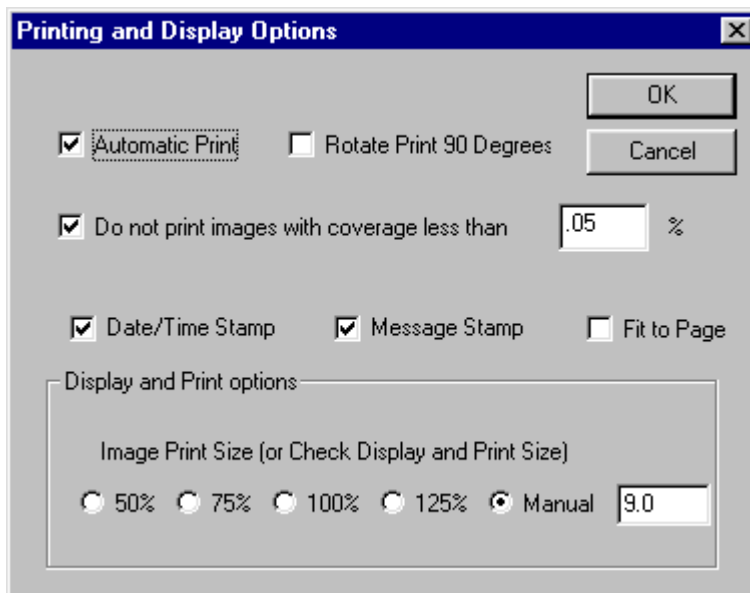 Printing and Display Options
OK
Automatic Print
Rotate Print 90 Degrees
Cancel
Do not print images with coverage less than
.05
%
Date/Time Stamp
Message Stamp
Fit to Page
Display and Print options
Image Print Size (or Check Display and Print Size)
50%
75%
100%
125%
Manual
9.0